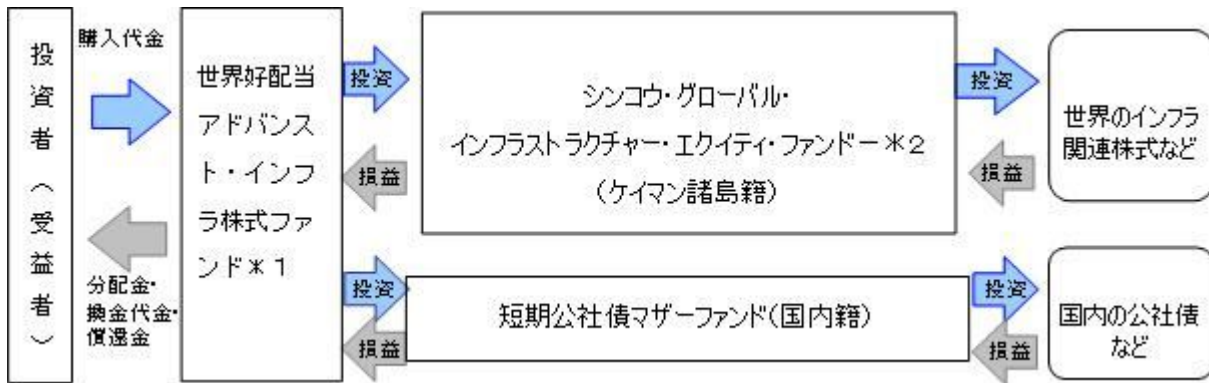 投資者（受益者）
購入代金
分配金・
換金代金・
償還金
世界好配当
アドバンス
ト・インフ
ラ株式ファ
ンド＊１
投資
損益
シンコウ・グローバル・
インフラストラクチャー・エクイティ・ファンドー＊2
（ケイマン諸島籍）
投資
損益
世界のインフラ
関連株式など
投資
損益
短期公社債マザーファンド（国内籍）
投資
損益
国内の公社債
など